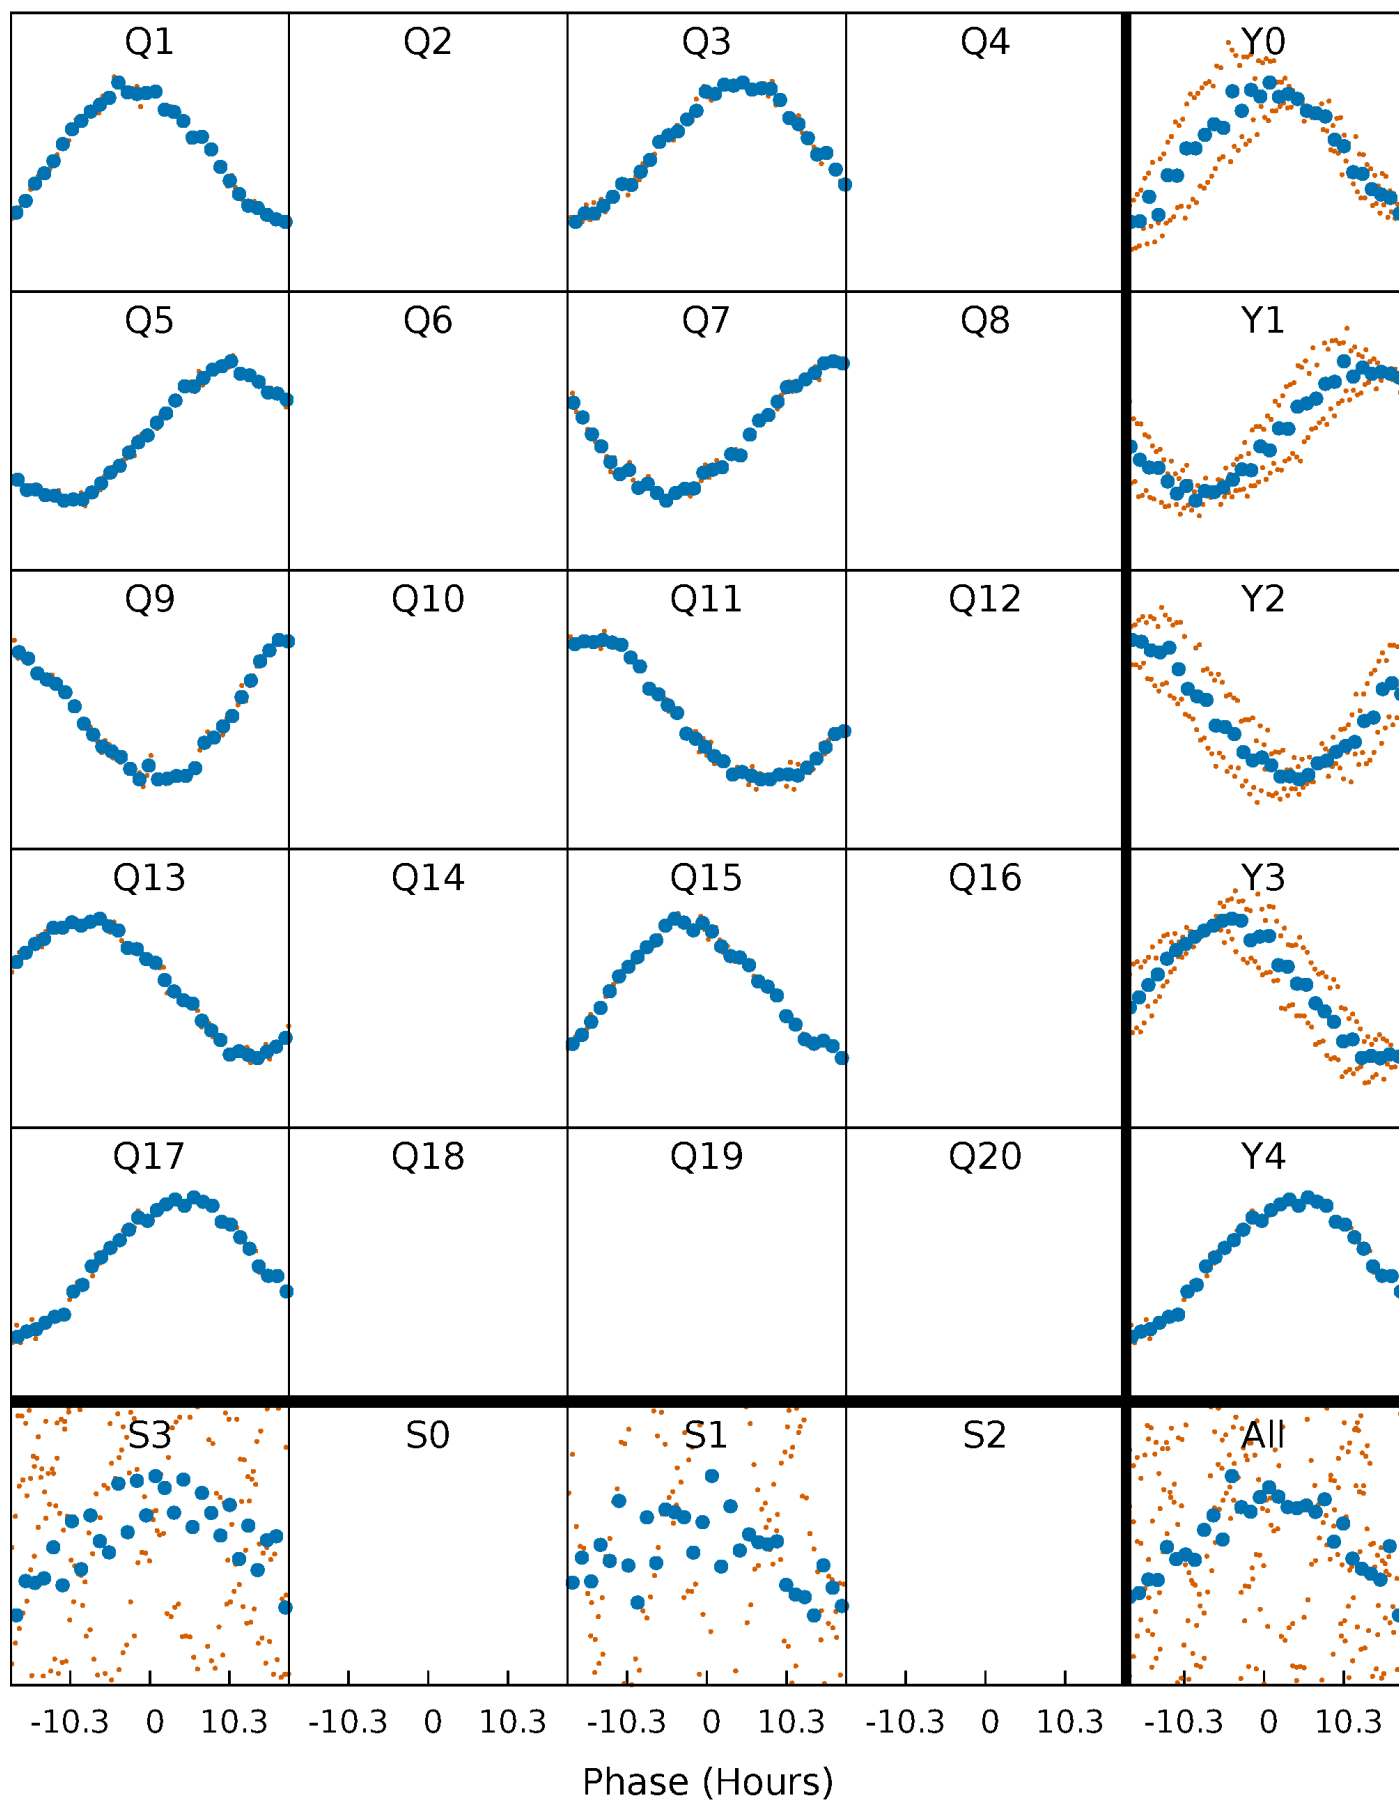 Q1 Q2 Q3 Q4 Y0
Q5 Q6 Q7 Q8 Y1
Q9 Q10 Q11 Q12 Y2
Q13 Q14 Q15 Q16 Y3
Q17 Q18 Q19 Q20 Y4
S3 S0 S1 S2 All
-10.3 0 10.3 -10.3 0 10.3 -10.3 0 10.3 -10.3 0 10.3 -10.3 0 10.3
Phase (Hours)